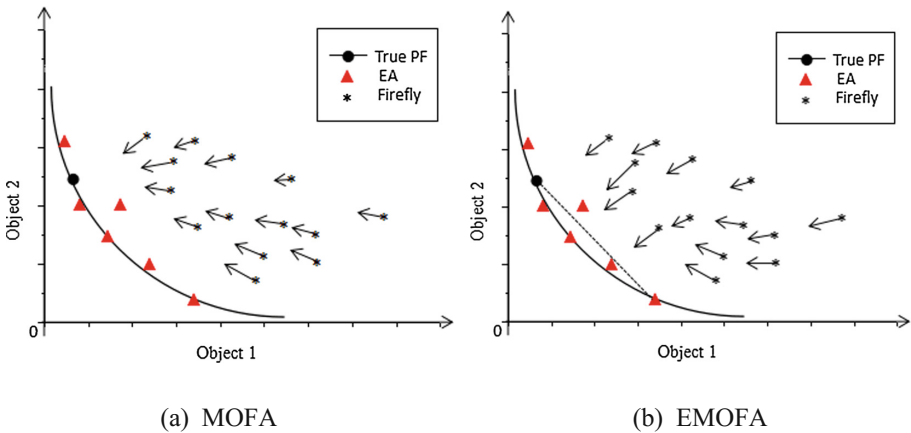 True PF
EA
Firefly
Object 2
0
Object 1
(a) MOFA
True PF
EA
Firefly
Object 2
0
Object 1
(b) EMOFA